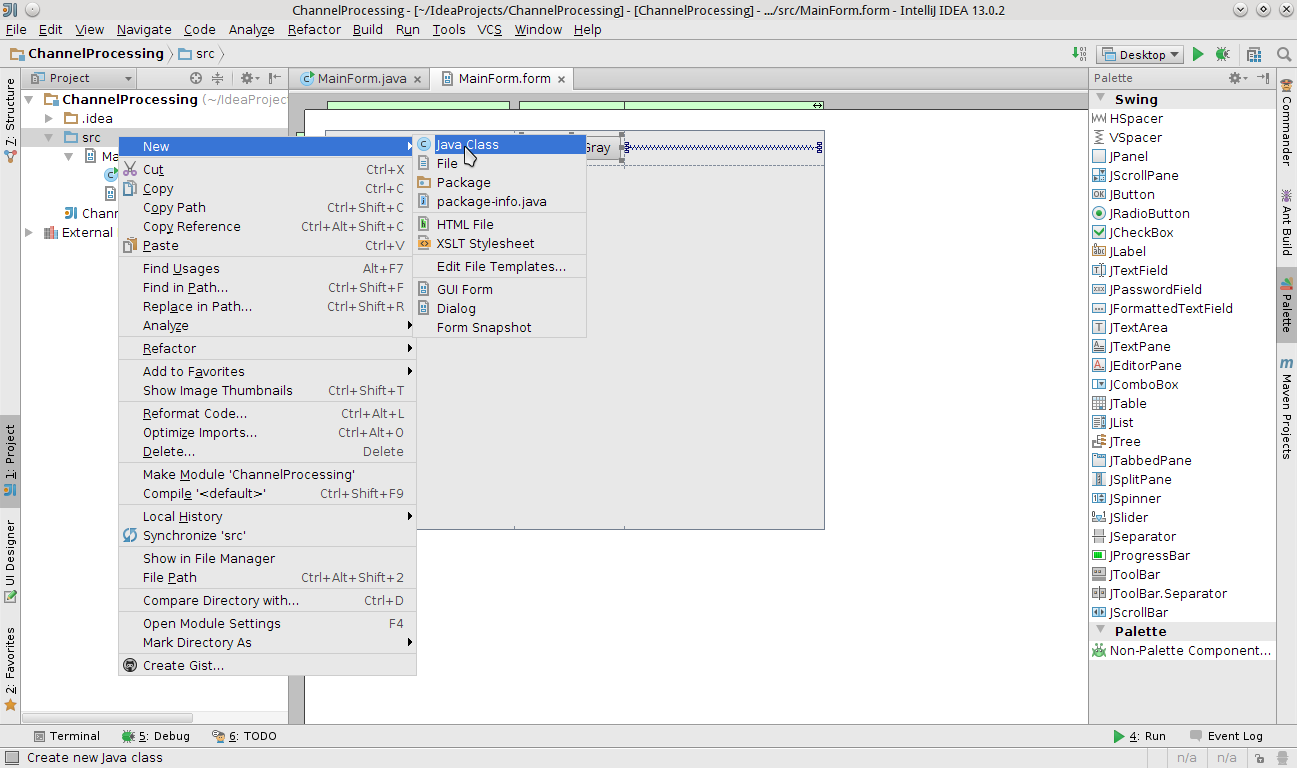 ChannelProcessing - [~/IdeaProjects/ChannelProcessing] - [ChannelProcessing] - .../src/MainForm.form - IntelliJ IDEA 13.0.2
File Edit View Navigate Code Analyze Refactor Build Run Tools VCS Window Help
ChannelProcessing src
Desktop
Project
MainForm.java
MainForm.form
Palette
ChannelProcessing (~/IdeaProject
.idea
src
Ma
Chann
External
Gray
New
Cut Ctrl+X
Copy Ctrl+C
Copy Path Ctrl+Shift+C
Copy Reference Ctrl+Alt+Shift+C
Paste Ctrl+V
Find Usages Alt+F7
Find in Path... Ctrl+Shift+F
Replace in Path... Ctrl+Shift+R
Analyze
Refactor
Add to Favorites
Show Image Thumbnails Ctrl+Shift+T
Reformat Code... Ctrl+Alt+L
Optimize Imports... Ctrl+Alt+O
Delete... Delete
Make Module 'ChannelProcessing'
Compile '<default>' Ctrl+Shift+F9
Local History
Synchronize 'src'
Show in File Manager
File Path Ctrl+Alt+Shift+2
Compare Directory with... Ctrl+D
Open Module Settings F4
Mark Directory As
Create Gist...
Java Class
File
Package
package-info.java
HTML File
XSLT Stylesheet
Edit File Templates...
GUI Form
Dialog
Form Snapshot
Swing
HSpacer
VSpacer
JPanel
JScrollPane
JButton
JRadioButton
JCheckBox
JLabel
JTextField
JPasswordField
JFormattedTextField
JTextArea
JTextPane
JEditorPane
JComboBox
JTable
JList
JTree
JTabbedPane
JSplitPane
JSpinner
JSlider
JSeparator
JProgressBar
JToolBar
JToolBar.Separator
JScrollBar
Palette
Non-Palette Component...
Z: Structure
1: Project
UI Designer
2: Favorites
Commander
Ant Build
Palette
m Maven Projects
Terminal
5: Debug
6: TODO
4: Run
Event Log
Create new Java class
n/a
n/a